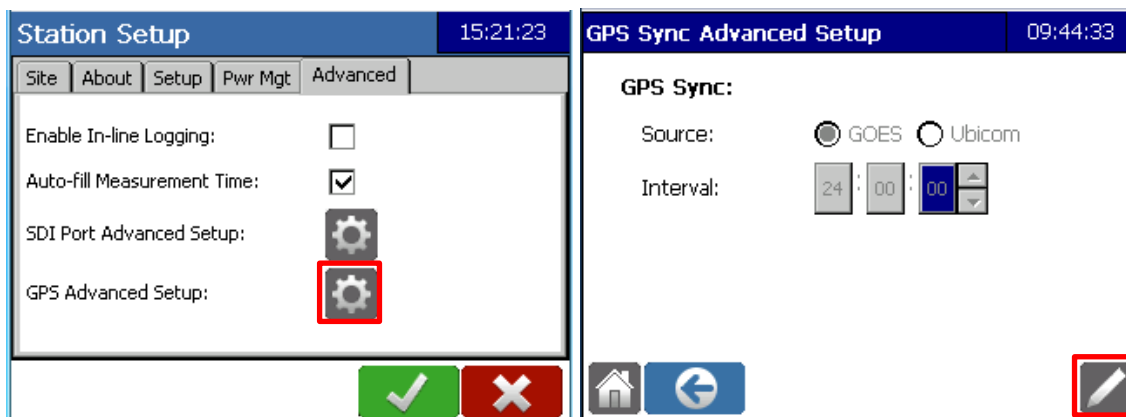 Station Setup 15:21:23
Site About Setup Pwr Mgt Advanced
Enable In-line Logging:
Auto-fill Measurement Time:
SDI Port Advanced Setup:
GPS Advanced Setup:
GPS Sync Advanced Setup 09:44:33
GPS Sync:
Source: GOES Ubicom
Interval: 24 : 00 : 00